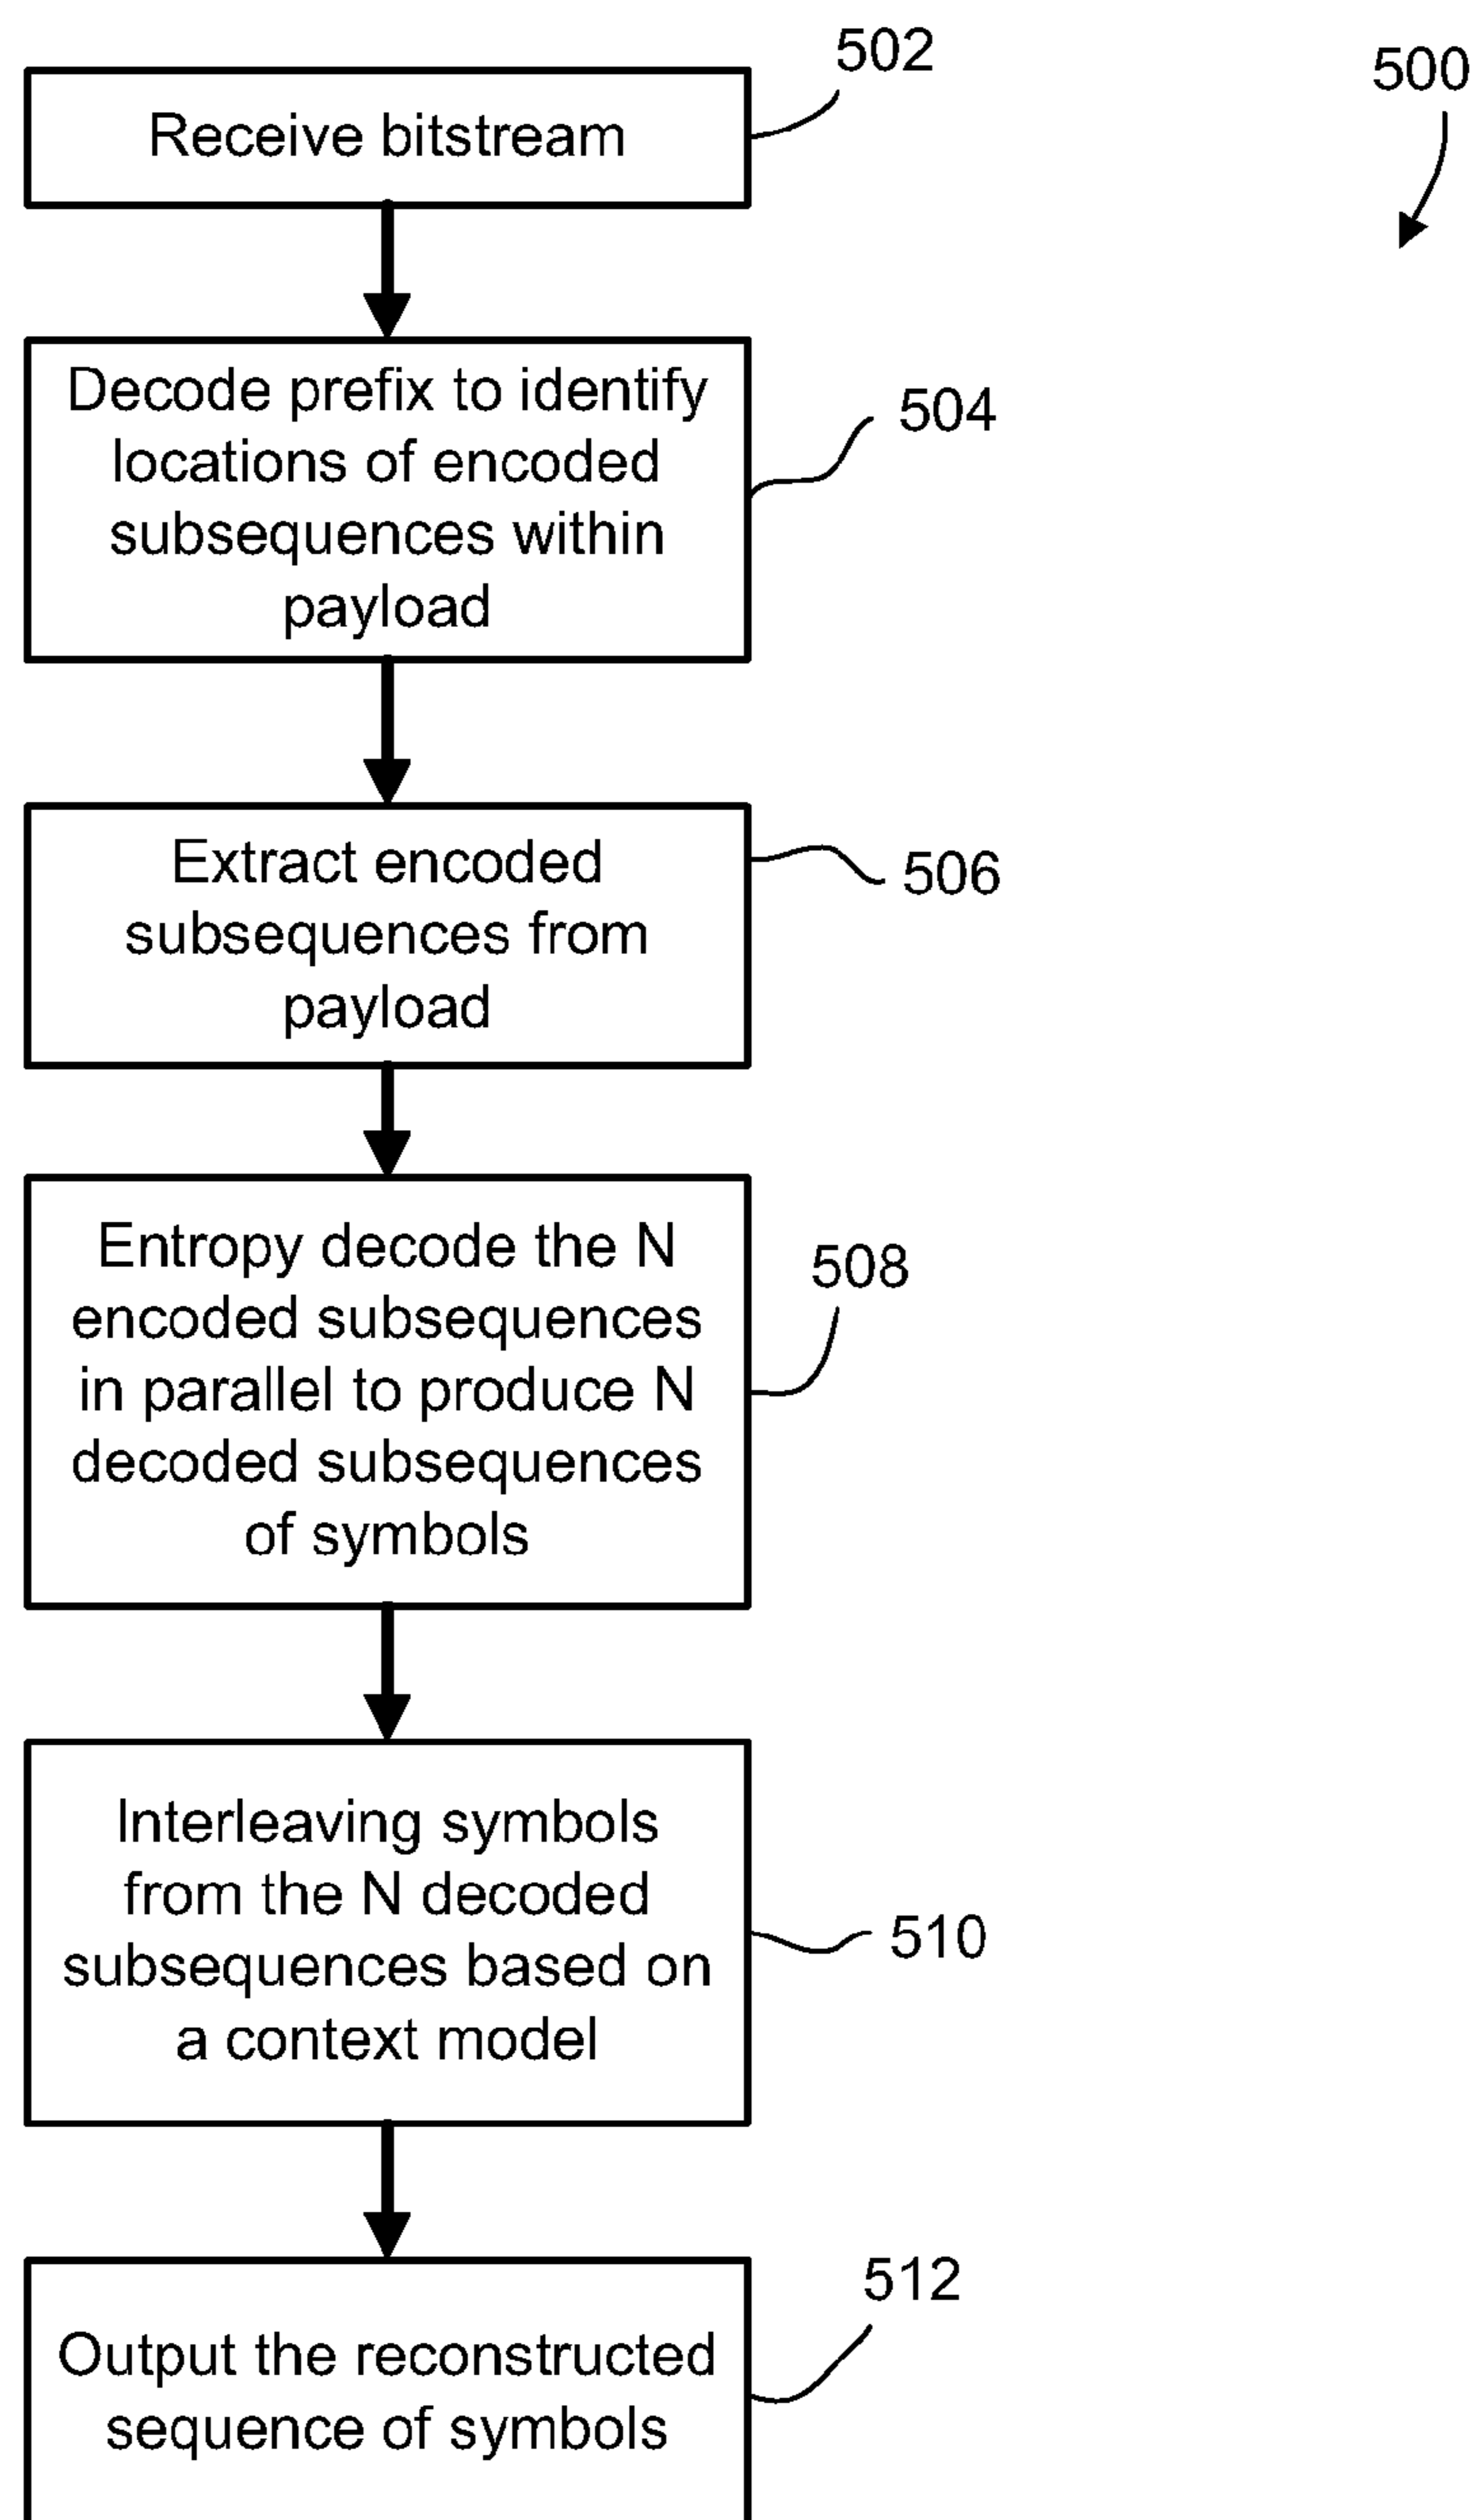 502
500
Receive bitstream
Decode prefix to identify
locations of encoded
subsequences within
payload
504
Extract encoded
subsequences from
payload
506
Entropy decode the N
encoded subsequences
in parallel to produce N
decoded subsequences
of symbols
508
Interleaving symbols
from the N decoded
subsequences based on
a context model
510
Output the reconstructed
sequence of symbols
512